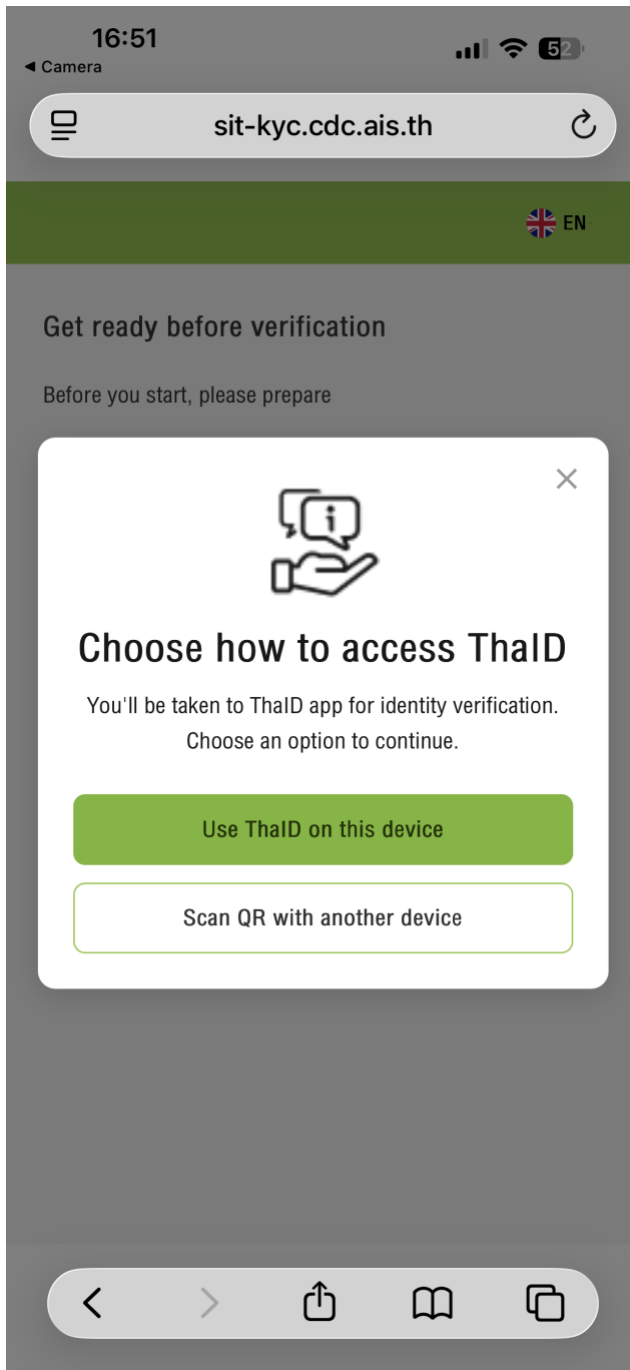 16:51
52
◀ Camera
sit-kyc.cdc.ais.th
EN
Get ready before verification
Before you start, please prepare
i
Choose how to access ThaID
You'll be taken to ThaID app for identity verification.
Choose an option to continue.
Use ThaID on this device
Scan QR with another device